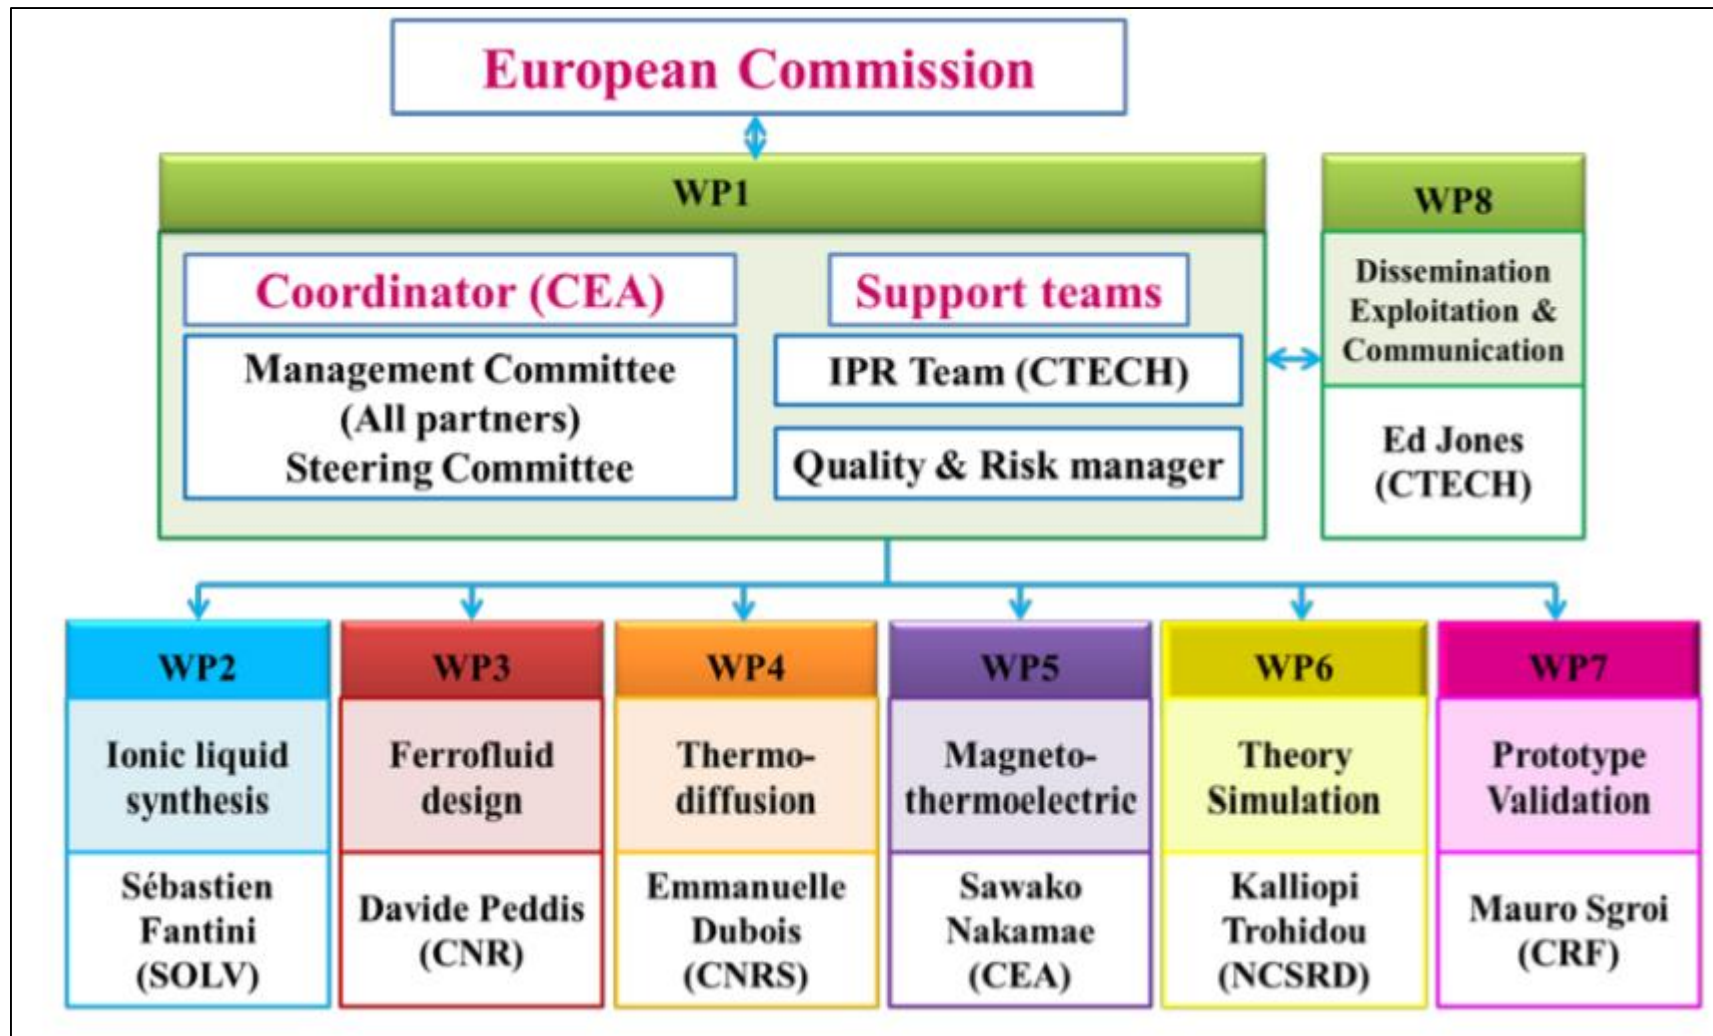 European Commission
WP1
Coordinator (CEA)
Management Committee
(All partners)
Steering Committee
Support teams
IPR Team (CTECH)
Quality & Risk manager
WP8
Dissemination
Exploitation &
Communication
Ed Jones
(CTECH)
WP2
Ionic liquid
synthesis
Sébastien
Fantini
(SOLV)
WP3
Ferrofluid
design
Davide Peddis
(CNR)
WP4
Thermo-
diffusion
Emmanuelle
Dubois
(CNRS)
WP5
Magneto-
thermoelectric
Sawako
Nakamae
(CEA)
WP6
Theory
Simulation
Kalliopi
Trohidou
(NCSRD)
WP7
Prototype
Validation
Mauro Sgroi
(CRF)